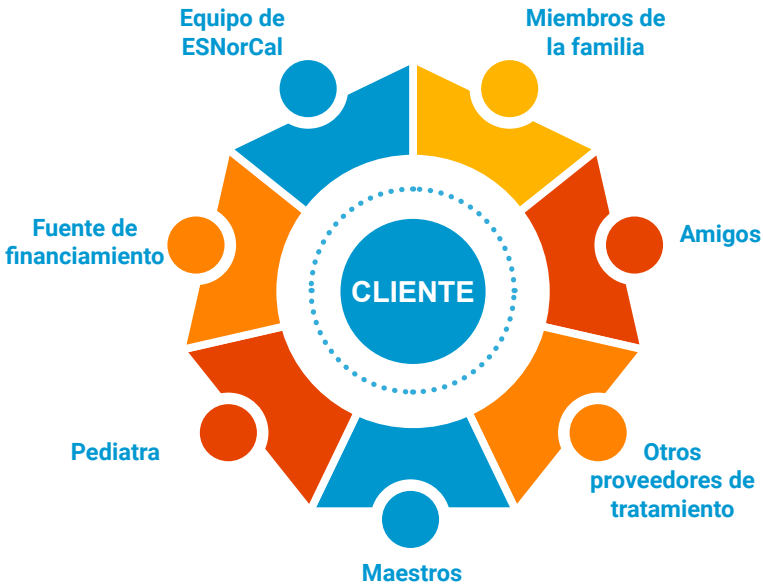 Equipo de
ESNorCal
Miembros de
la familia
Fuente de
financiamiento
Amigos
CLIENTE
Pediatra
Otros
proveedores de
tratamiento
Maestros